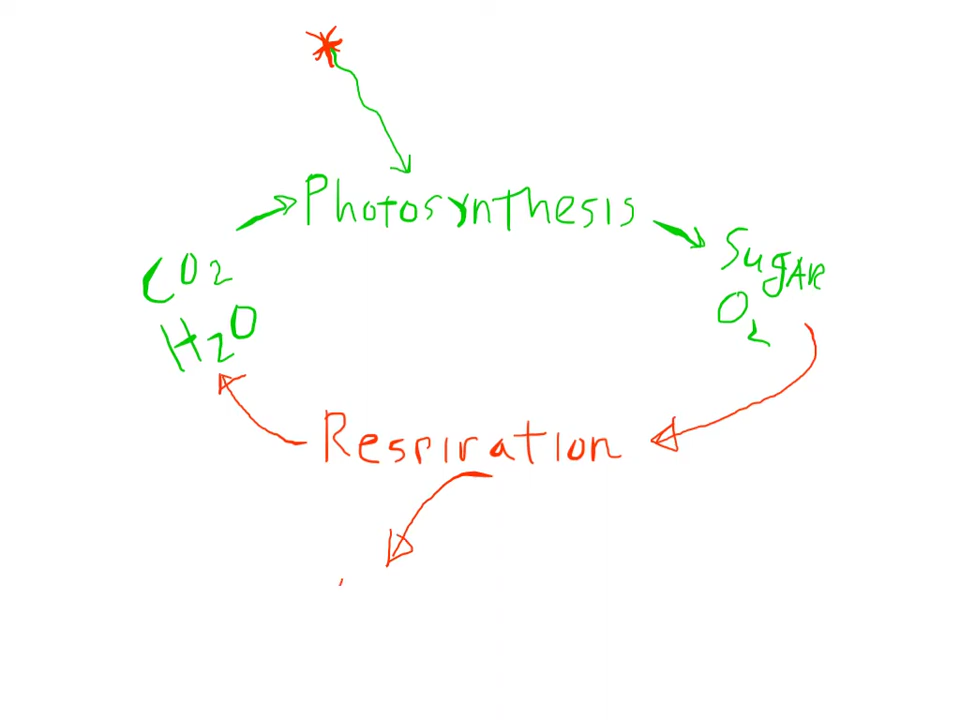 Photosynthesis
CO2
H2O
Sugar
O2
Respiration